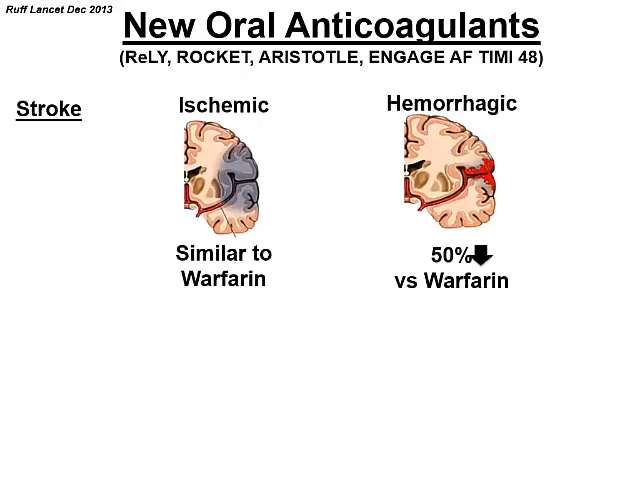 Ruff Lancet Dec 2013
New Oral Anticoagulants
(ReLY, ROCKET, ARISTOTLE, ENGAGE AF TIMI 48)
Stroke
Ischemic
Hemorrhagic
Similar to
Warfarin
50%
vs Warfarin